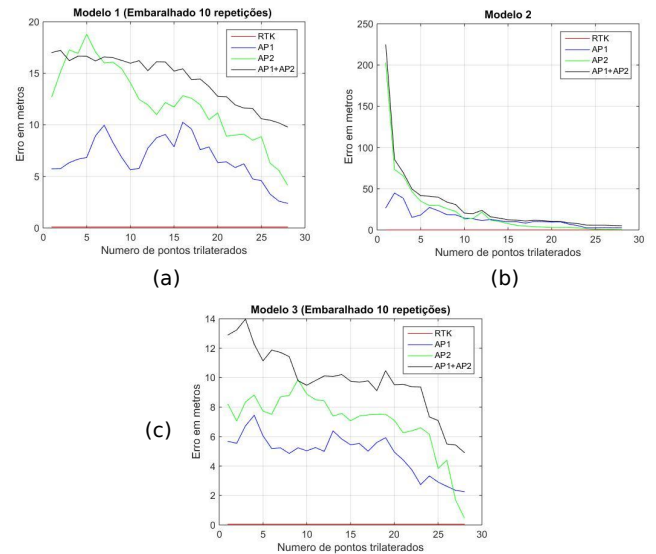 Modelo 1 (Embaralhado 10 repetições)
Erro em metros
20
15
10
5
0
RTK
AP1
AP2
AP1+AP2
0 5 10 15 20 25 30
Numero de pontos trilaterados
(a)
Modelo 2
Erro em metros
250
200
150
100
50
0
RTK
AP1
AP2
AP1+AP2
0 5 10 15 20 25 30
Numero de pontos trilaterados
(b)
Modelo 3 (Embaralhado 10 repetições)
Erro em metros
14
12
10
8
6
4
2
0
RTK
AP1
AP2
AP1+AP2
0 5 10 15 20 25 30
Numero de pontos trilaterados
(c)